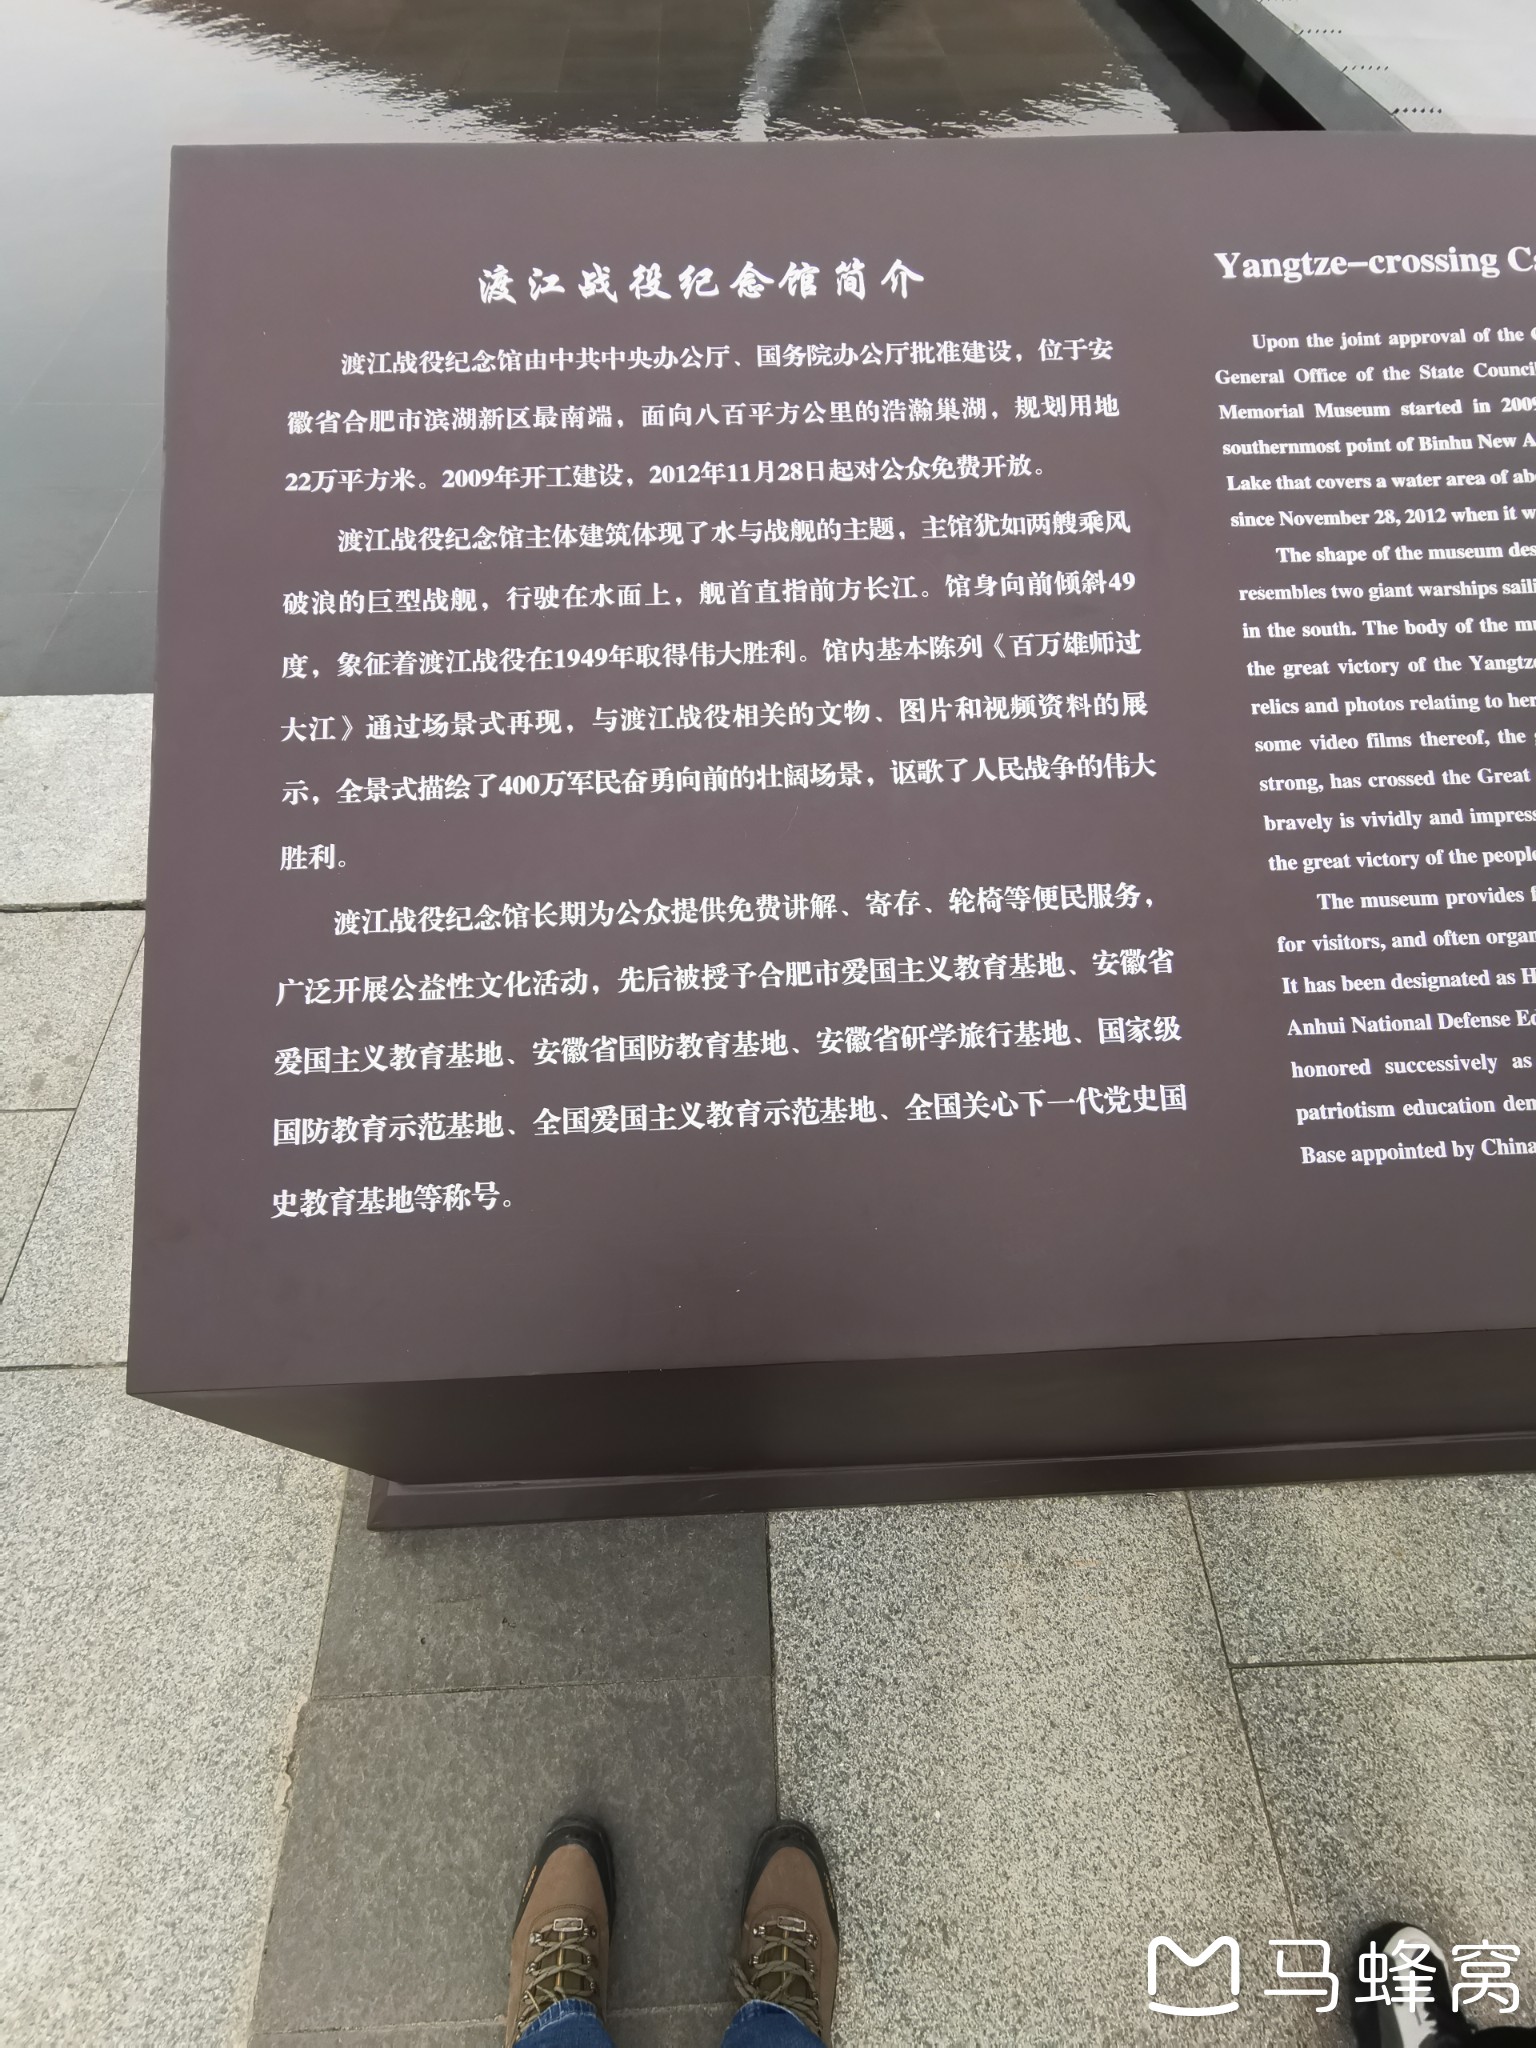 渡江战役纪念馆简介
渡江战役纪念馆由中共中央办公厅、国务院办公厅批准建设，位于安
徽省合肥市滨湖新区最南端，面向八百平方公里的浩瀚巢湖，规划用地
22万平方米。2009年开工建设，2012年11月28日起对公众免费开放。
渡江战役纪念馆主体建筑体现了水与战舰的主题，主馆犹如两艘乘风
破浪的巨型战舰，行驶在水面上，舰首直指前方长江。馆身向前倾斜49
度，象征着渡江战役在1949年取得伟大胜利。馆内基本陈列《百万雄师过
大江》通过场景式再现，与渡江战役相关的文物、图片和视频资料的展
示，全景式描绘了400万军民奋勇向前的壮阔场景，讴歌了人民战争的伟大
胜利。
渡江战役纪念馆长期为公众提供免费讲解、寄存、轮椅等便民服务，
广泛开展公益性文化活动，先后被授予合肥市爱国主义教育基地、安徽省
爱国主义教育基地、安徽省国防教育基地、安徽省研学旅行基地、国家级
国防教育示范基地、全国爱国主义教育示范基地、全国关心下一代党史国
史教育基地等称号。
Yangtze-crossing
Upon the joint approval of the
General Office of the State Council
Memorial Museum started in 2009
southernmost point of Binhu New
Lake that covers a water area of
since November 28, 2012 when it
The shape of the museum
resembles two giant warships
in the south. The body of the
the great victory of the
relics and photos relating to
some video films thereof, the
strong, has crossed the Great
bravely is vividly and
the great victory of the
The museum provides
for visitors, and often
It has been designated as
Anhui National Defense
honored successively as
patriotism education
Base appointed by China
马蜂窝